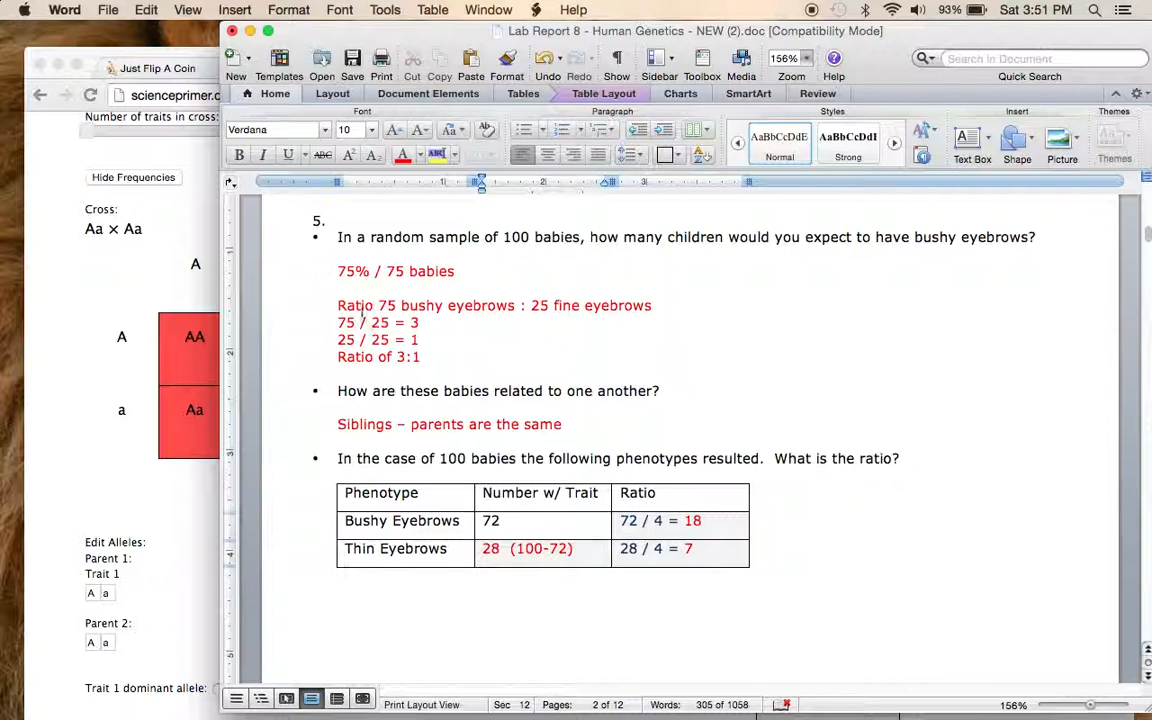 Word File Edit View Insert Format Font Tools Table Window Help 93% Sat 3:51 PM
Lab Report 8 - Human Genetics - NEW (2).doc [Compatibility Mode]
New Templates Open Save Print Cut Copy Paste Format Undo Redo Show Sidebar Toolbox Media 156% Zoom Help Search in Document Quick Search
Home Layout Document Elements Tables Table Layout Charts SmartArt Review
Font Paragraph Styles Insert Themes
Verdana 10 AaBbCcDdE Normal AaBbCcDdI Strong Text Box Shape Picture Themes
B I U ABC A² A₂ A ABC
Just Flip A Coin
scienceprimer.c
Number of traits in cross:
Hide Frequencies
Cross:
Aa × Aa
A
A AA
a Aa
Edit Alleles:
Parent 1:
Trait 1
A a
Parent 2:
A a
Trait 1 dominant allele:
5.
• In a random sample of 100 babies, how many children would you expect to have bushy eyebrows?
75% / 75 babies
Ratio 75 bushy eyebrows : 25 fine eyebrows
75 / 25 = 3
25 / 25 = 1
Ratio of 3:1
• How are these babies related to one another?
Siblings – parents are the same
• In the case of 100 babies the following phenotypes resulted. What is the ratio?
Phenotype Number w/ Trait Ratio
Bushy Eyebrows 72 72 / 4 = 18
Thin Eyebrows 28 (100-72) 28 / 4 = 7
Print Layout View Sec 12 Pages: 2 of 12 Words: 305 of 1058 156%